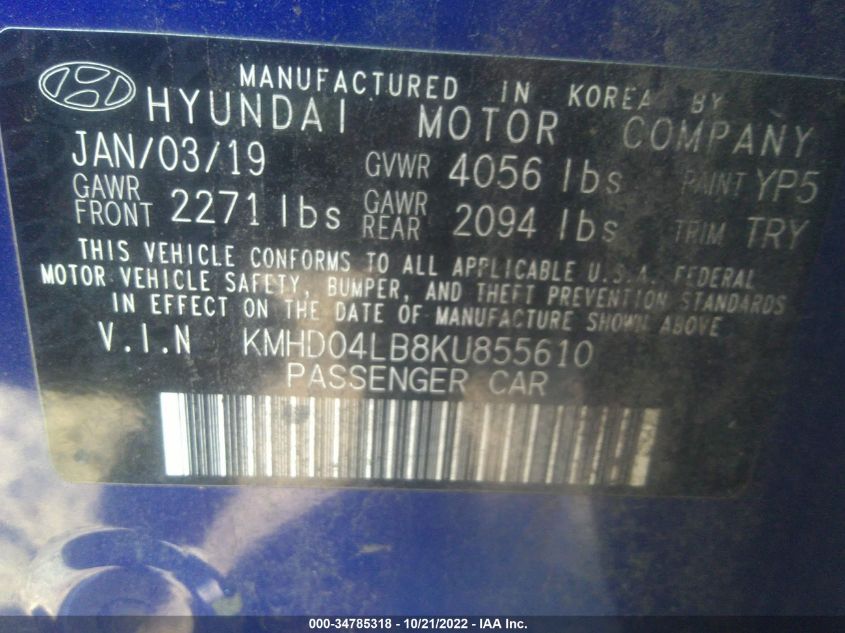 MANUFACTURED IN KOREA BY
HYUNDAI MOTOR COMPANY
JAN/03/19 GVWR 4056 lbs PAINT YP5
GAWR FRONT 2271 lbs GAWR REAR 2094 lbs TRIM TRY
THIS VEHICLE CONFORMS TO ALL APPLICABLE U.S.A. FEDERAL
MOTOR VEHICLE SAFETY, BUMPER, AND THEFT PREVENTION STANDARDS
IN EFFECT ON THE DATE OF MANUFACTURE SHOWN ABOVE
V.I.N KMHD04LB8KU855610
PASSENGER CAR
000-34785318 - 10/21/2022 - IAA Inc.